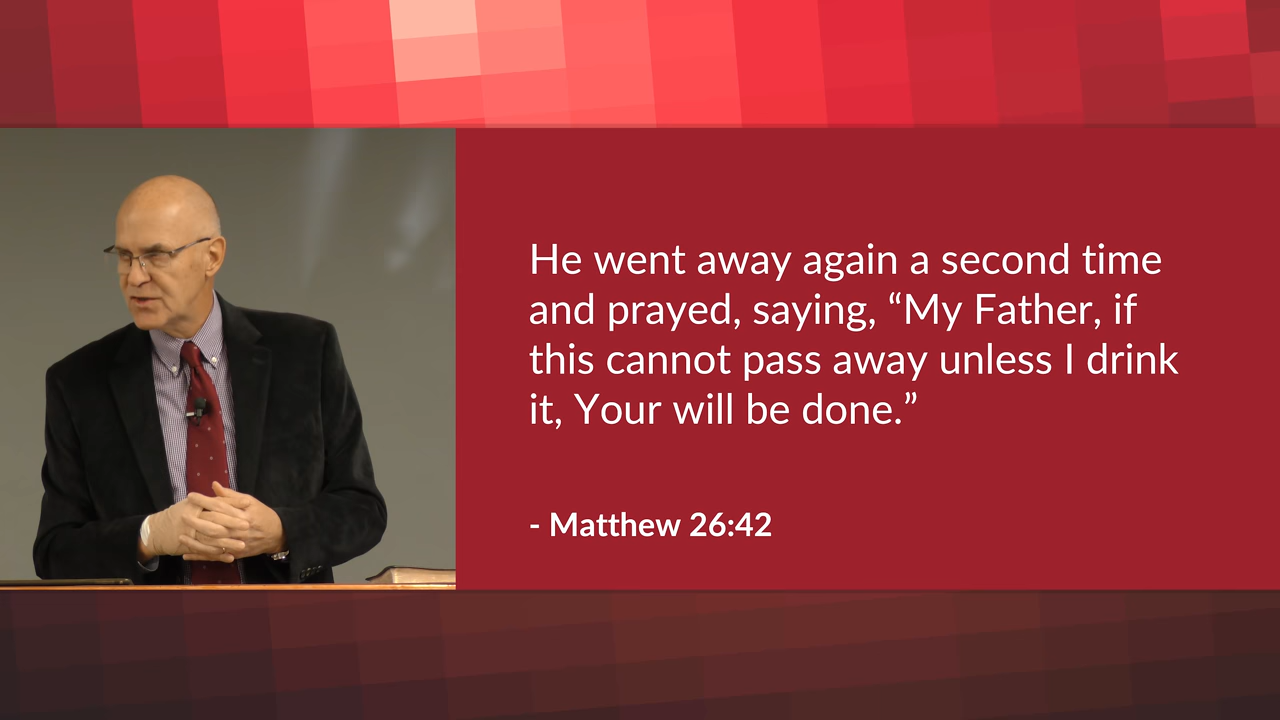 He went away again a second time
and prayed, saying, “My Father, if
this cannot pass away unless I drink
it, Your will be done.”
- Matthew 26:42